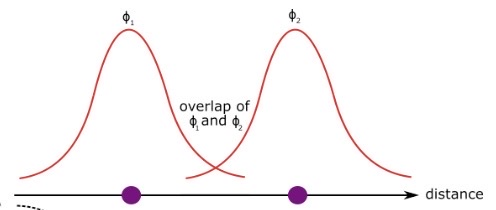 ϕ₁
ϕ₂
overlap of
ϕ₁ and ϕ₂
distance